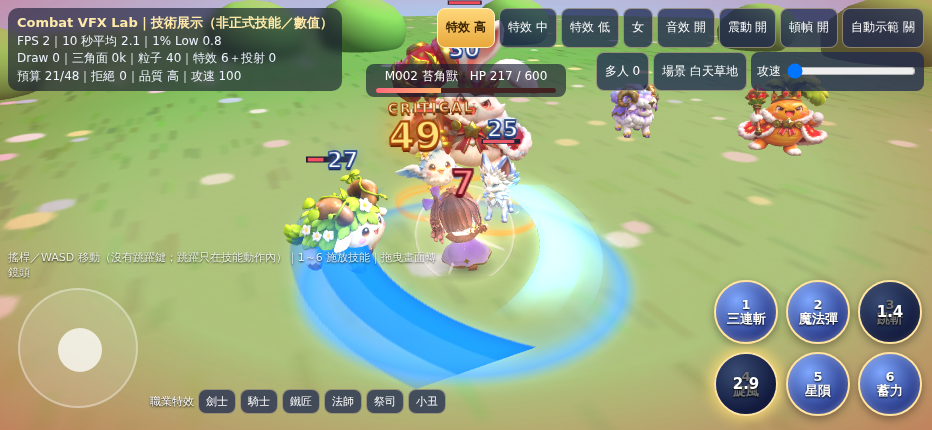 Combat VFX Lab｜技術展示（非正式技能／數值）
FPS 2｜10 秒平均 2.1｜1% Low 0.8
Draw 0｜三角面 0k｜粒子 40｜特效 6＋投射 0
預算 21/48｜拒絕 0｜品質 高｜攻速 100
特效 高
特效 中
特效 低
女
音效 開
震動 開
頓幀 開
自動示範 關
多人 0
場景 白天草地
攻速
50
M002 苔角獸 HP 217 / 600
CRITICAL
49
25
27
7
搖桿／WASD 移動（沒有跳躍鍵；跳躍只在技能動作內）｜1～6 施放技能｜拖曳畫面轉
鏡頭
1
三連斬
2
魔法彈
3
跳斬
1.4
4
旋風
2.9
5
星隕
6
蓄力
職業特效
劍士
騎士
鐵匠
法師
祭司
小丑